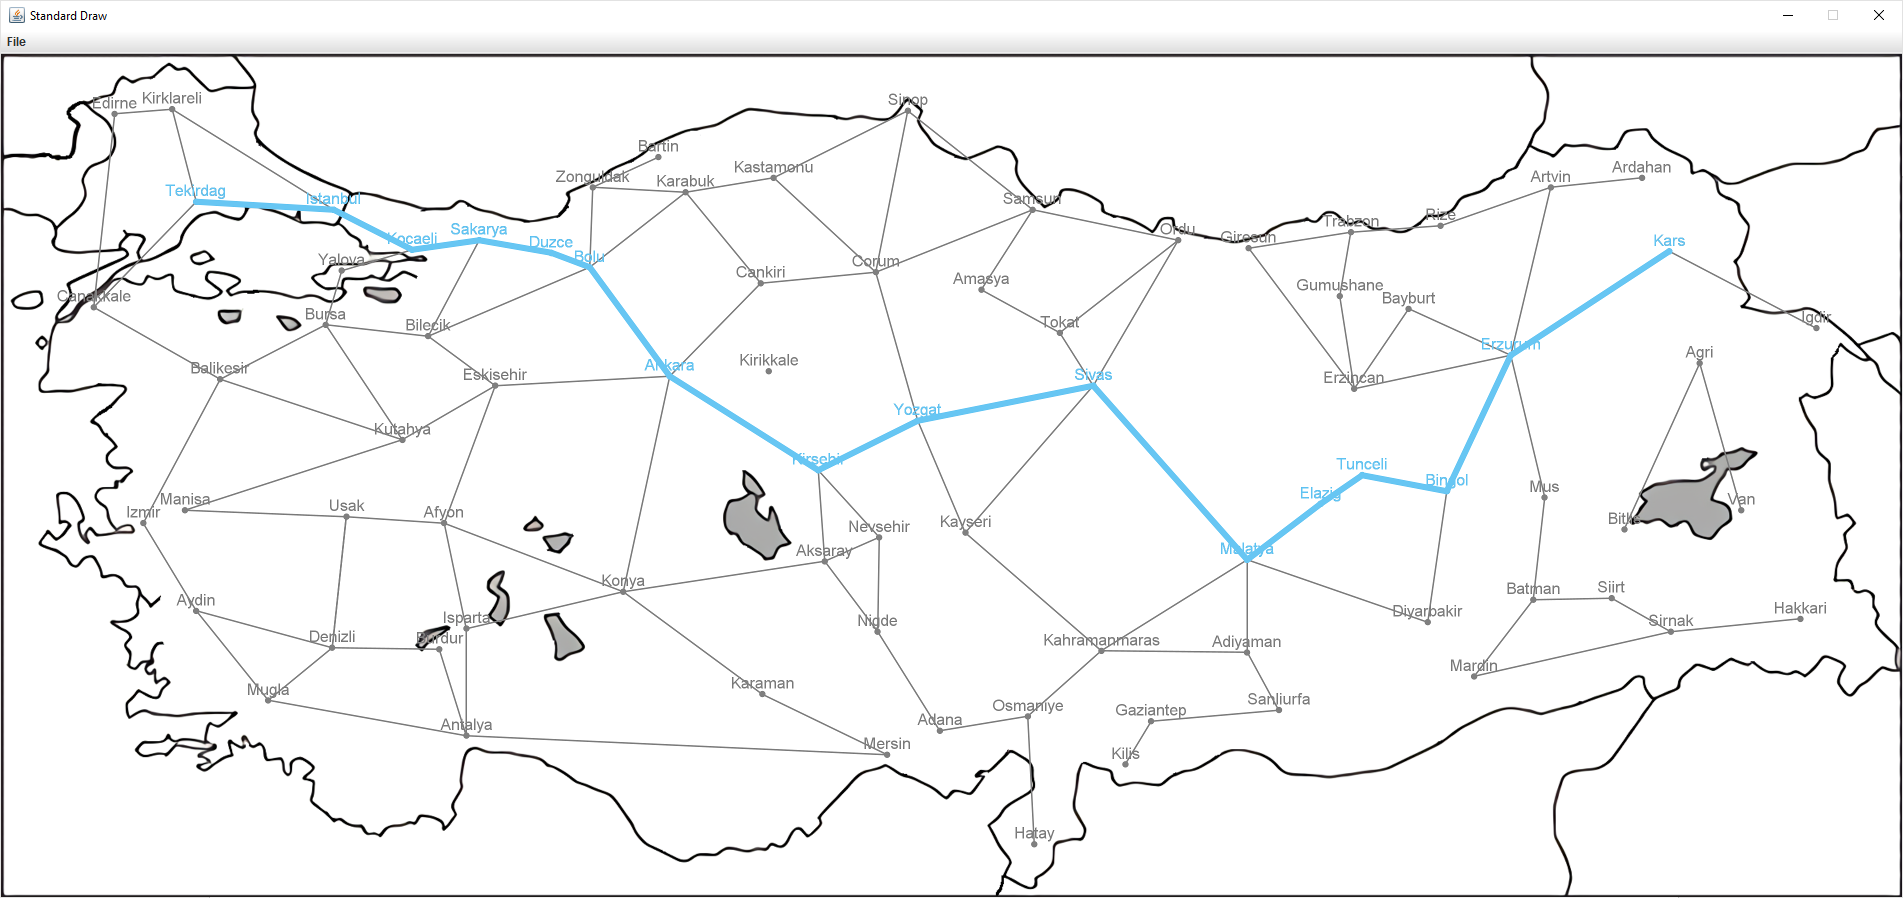 Standard Draw
File
Edirne
Kirklareli
Sinop
Bartin
Kastamonu
Zonguldak
Karabuk
Ardahan
Artvin
Tekirdag
Istanbul
Samsun
Rize
Trabzon
Ordu
Giresun
Kocaeli
Sakarya
Duzce
Bolu
Kars
Yalova
Cankiri
Corum
Amasya
Gumushane
Bayburt
Canakkale
Bursa
Bilecik
Tokat
Igdir
Erzurum
Agri
Balikesir
Eskisehir
Ankara
Kirikkale
Sivas
Erzincan
Yozgat
Kutahya
Kirsehir
Tunceli
Elazig
Bingol
Mus
Van
Manisa
Izmir
Usak
Afyon
Nevsehir
Kayseri
Bitlis
Aksaray
Malatya
Konya
Batman
Siirt
Aydin
Isparta
Nigde
Diyarbakir
Sirnak
Hakkari
Denizli
Burdur
Kahramanmaras
Adiyaman
Mardin
Mugla
Karaman
Osmaniye
Gaziantep
Sanliurfa
Antalya
Adana
Mersin
Kilis
Hatay